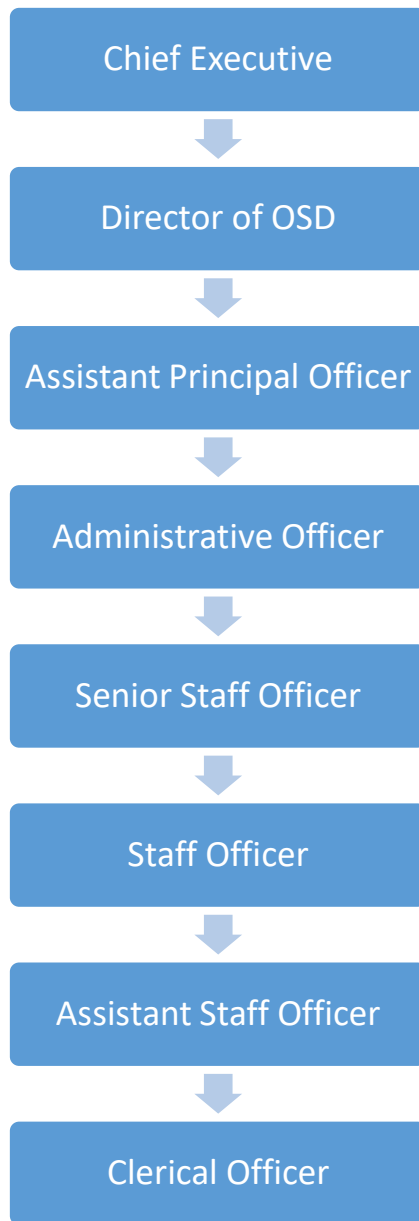 Chief Executive
Director of OSD
Assistant Principal Officer
Administrative Officer
Senior Staff Officer
Staff Officer
Assistant Staff Officer
Clerical Officer